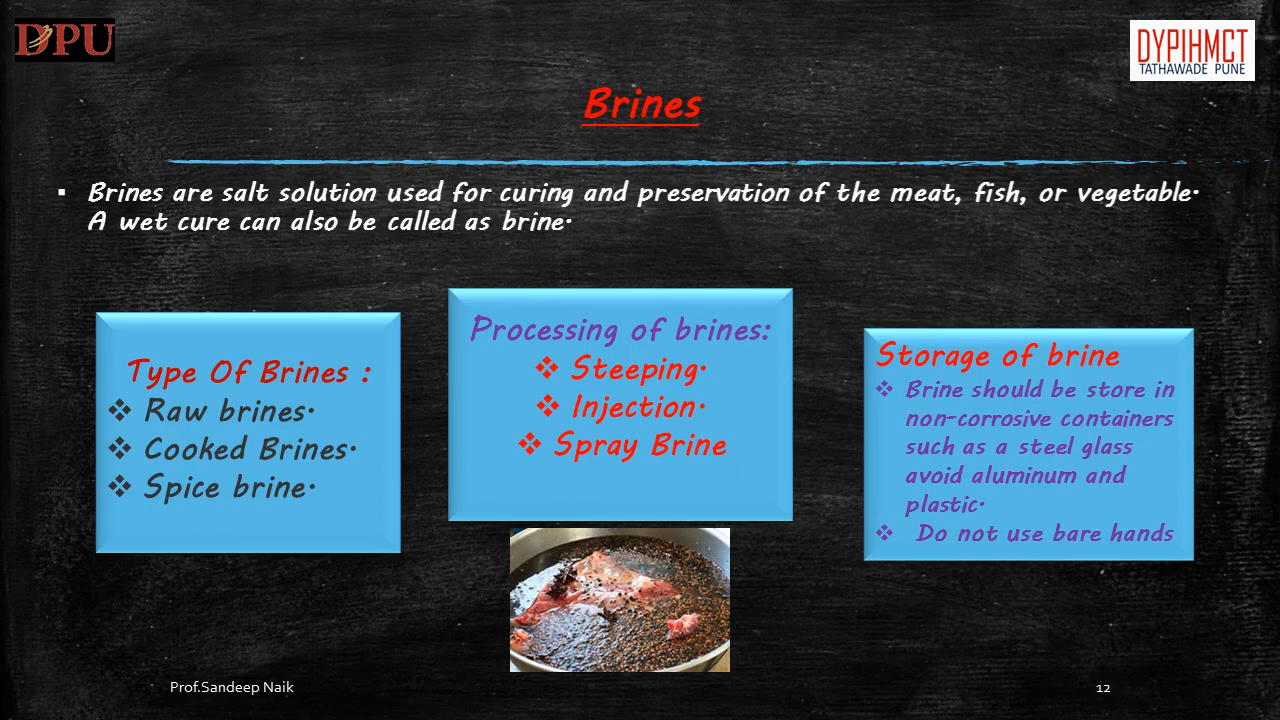 DPU
DYPIHMCT
TATHAWADE PUNE
Brines
▪ Brines are salt solution used for curing and preservation of the meat, fish, or vegetable.
A wet cure can also be called as brine.
Type Of Brines :
❖ Raw brines.
❖ Cooked Brines.
❖ Spice brine.
Processing of brines:
❖ Steeping.
❖ Injection.
❖ Spray Brine
Storage of brine
❖ Brine should be store in
non-corrosive containers
such as a steel glass
avoid aluminum and
plastic.
❖ Do not use bare hands
Prof.Sandeep Naik
12